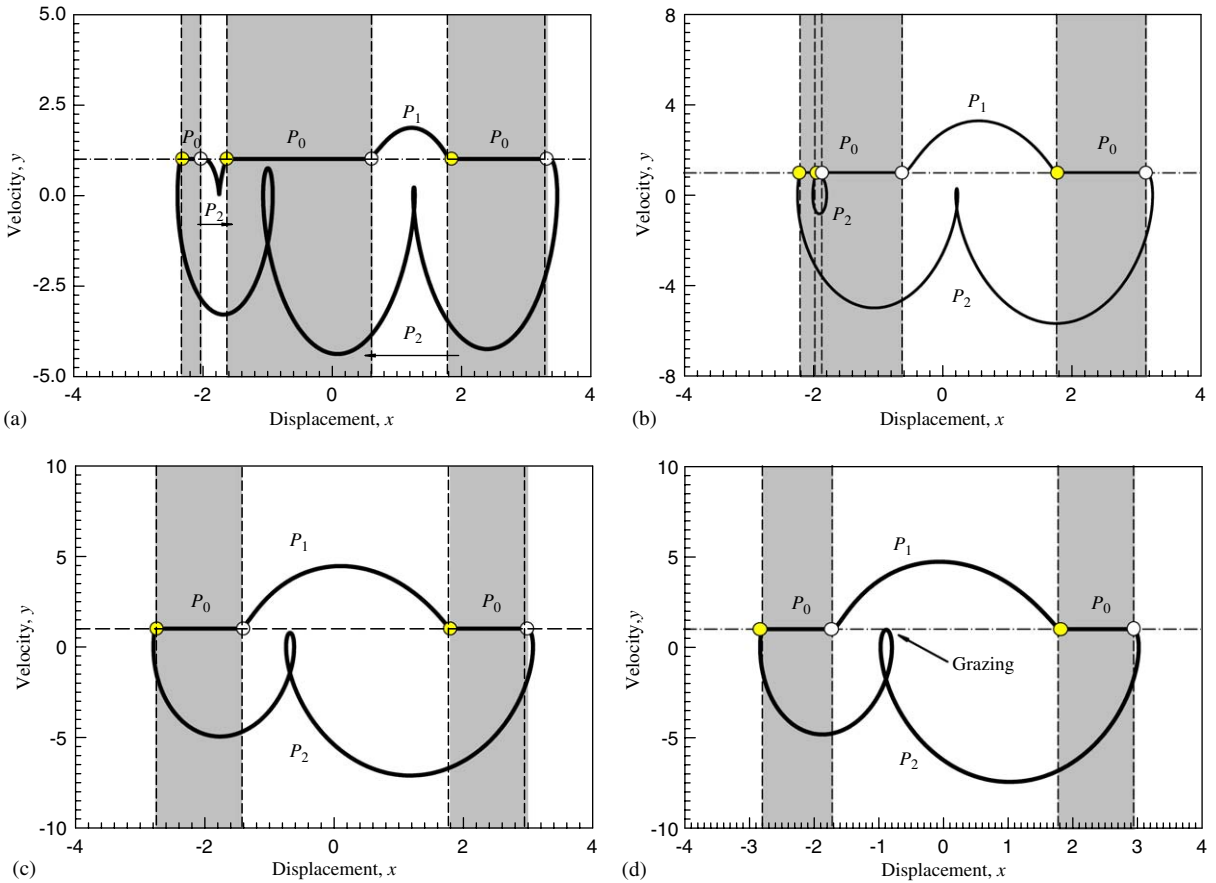 5.0
2.5
0.0
-2.5
-5.0
Velocity, y
P0
P0
P1
P0
P2
P2
-4
-2
0
2
4
Displacement, x
(a)
8
4
0
-4
-8
Velocity, y
P0
P1
P0
P2
P2
-4
-2
0
2
4
Displacement, x
(b)
10
5
0
-5
-10
Velocity, y
P1
P0
P0
P2
-4
-2
0
2
4
Displacement, x
(c)
10
5
0
-5
-10
Velocity,y
P1
P0
P0
Grazing
P2
-4
-3
-2
-1
0
1
2
3
4
Displacement, x
(d)